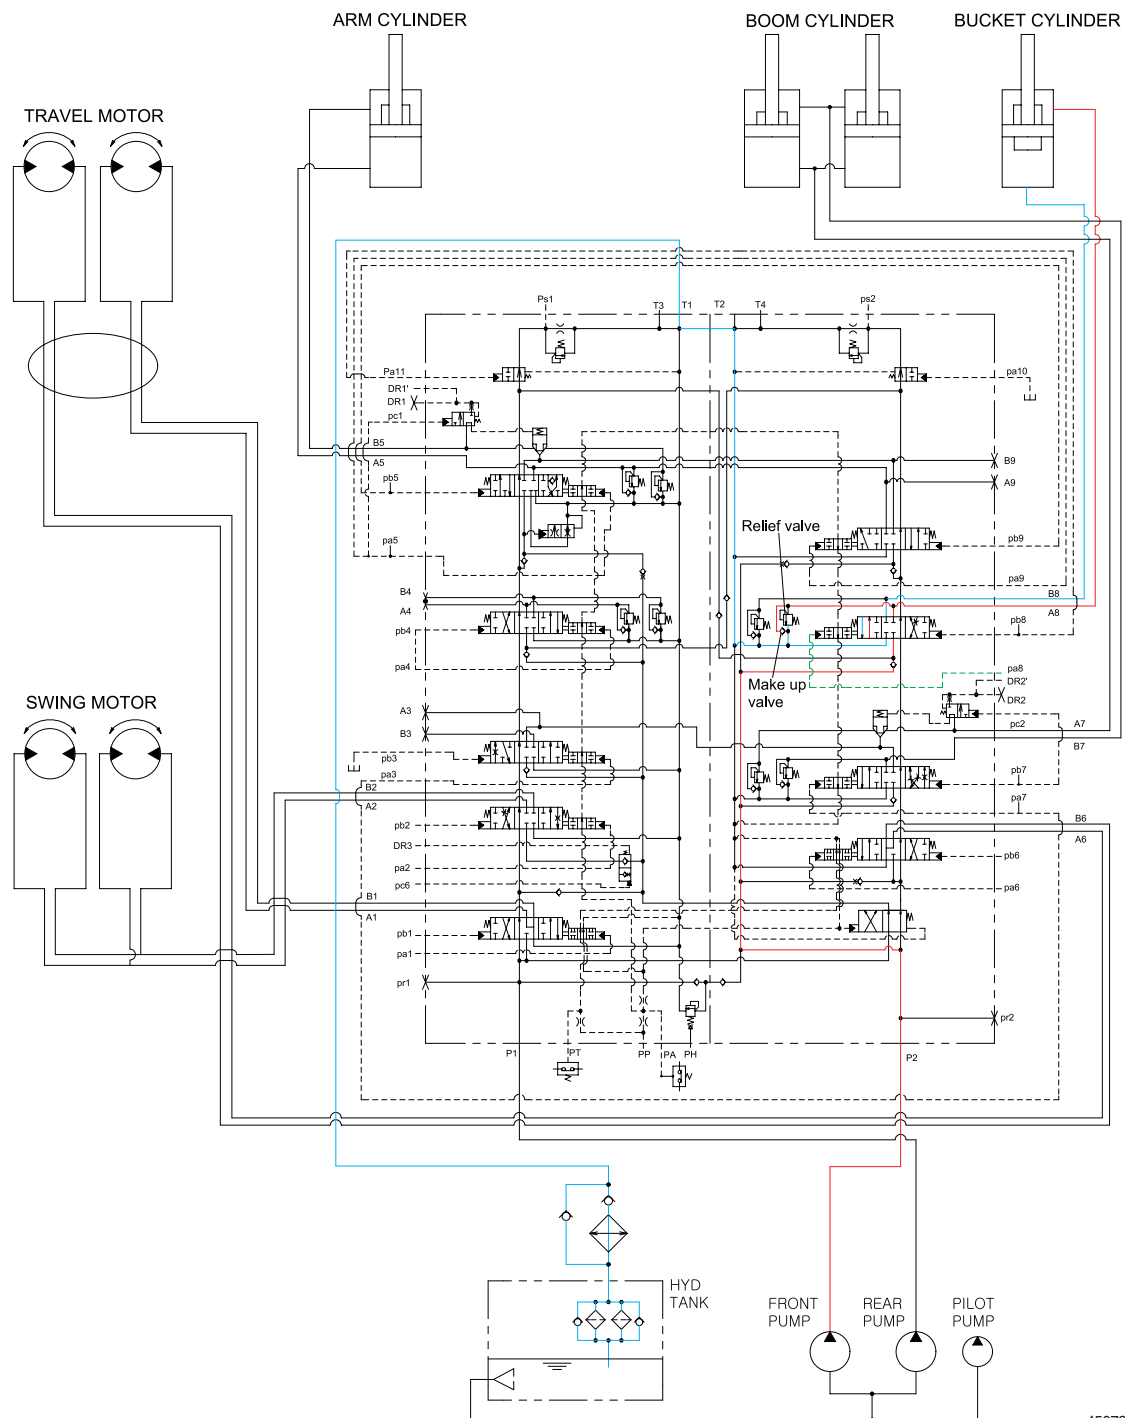 ARM CYLINDER
BOOM CYLINDER
BUCKET CYLINDER
TRAVEL MOTOR
Ps1
T3
T1
T2
T4
ps2
Pa11
pa10
DR1'
DR1
pc1
B5
A5
B9
A9
pb5
Relief valve
pb9
pa5
pa9
B4
A4
B8
A8
pb4
pb8
pa4
pa8
DR2'
DR2
Make up
valve
SWING MOTOR
A3
B3
pc2
A7
B7
pb3
pa3
pb7
B2
A2
pa7
pb2
B6
A6
DR3
pb6
pa2
pc6
pa6
B1
A1
pb1
pa1
pr1
pr2
P1
PT
PP
PA
PH
P2
HYD
TANK
FRONT
PUMP
REAR
PUMP
PILOT
PUMP